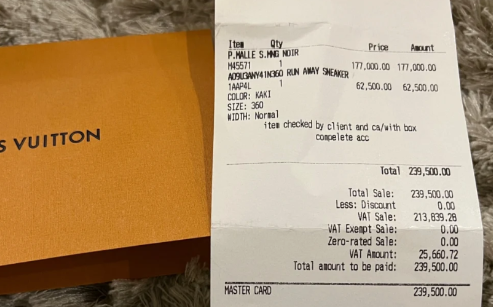 S VUITTON
Item Qty Price Amount
P.MALLE S.MNG NOIR
M45571 1 177,000.00 177,000.00
A09U3ANY41N360 RUN AWAY SNEAKER
1AAP4L 1 62,500.00 62,500.00
COLOR: KAKI
SIZE: 360
WIDTH: Normal
item checked by client and ca/with box
compelete acc
Total 239,500.00
Total Sale: 239,500.00
Less: Discount 0.00
VAT Sale: 213,839.28
VAT Exempt Sale: 0.00
Zero-rated Sale: 0.00
VAT Amount: 25,660.72
Total amount to be paid: 239,500.00
MASTER CARD 239,500.00